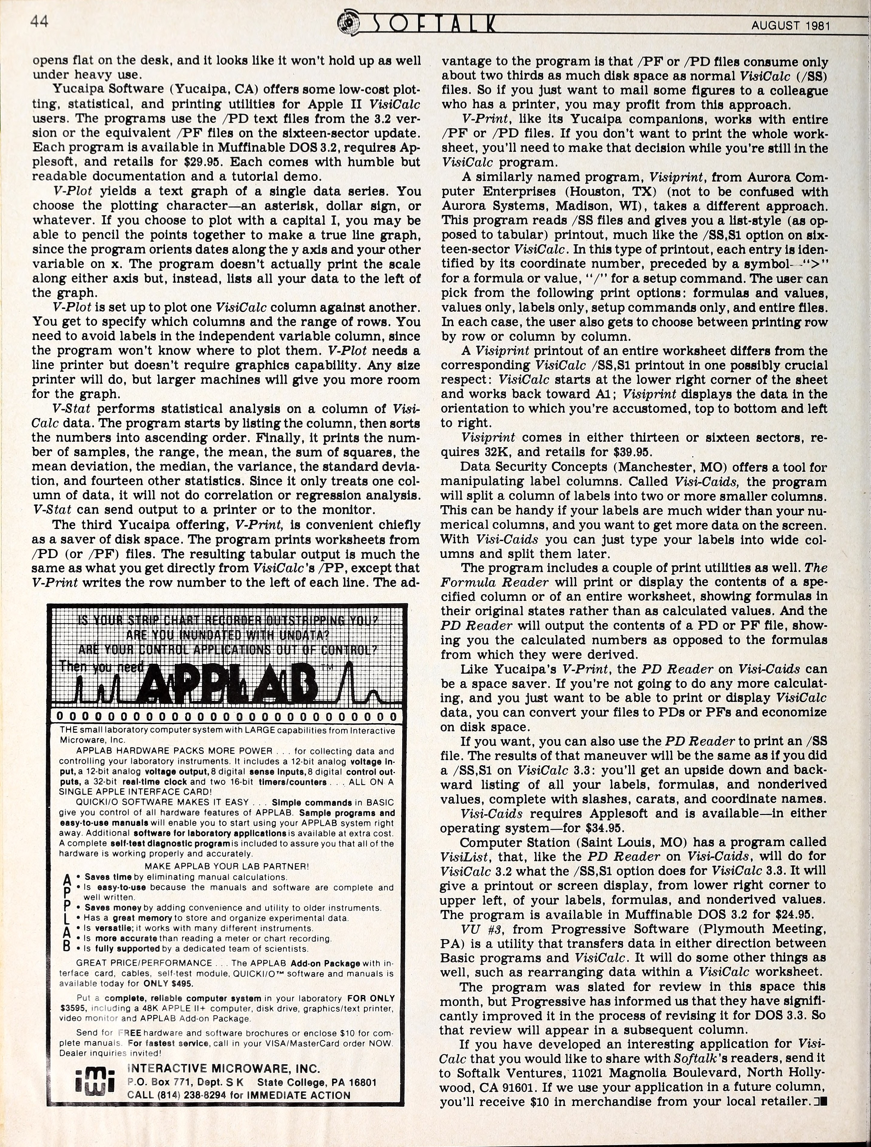 44
SOFTALK
AUGUST 1981
opens flat on the desk, and it looks like it won't hold up as well
under heavy use.
Yucaipa Software (Yucaipa, CA) offers some low-cost plot-
ting, statistical, and printing utilities for Apple II VisiCalc
users. The programs use the /PD text files from the 3.2 ver-
sion or the equivalent /PF files on the sixteen-sector update.
Each program is available in Muffinable DOS 3.2, requires Ap-
plesoft, and retails for $29.95. Each comes with humble but
readable documentation and a tutorial demo.
V-Plot yields a text graph of a single data series. You
choose the plotting character—an asterisk, dollar sign, or
whatever. If you choose to plot with a capital I, you may be
able to pencil the points together to make a true line graph,
since the program orients dates along the y axis and your other
variable on x. The program doesn't actually print the scale
along either axis but, instead, lists all your data to the left of
the graph.
V-Plot is set up to plot one VisiCalc column against another.
You get to specify which columns and the range of rows. You
need to avoid labels in the independent variable column, since
the program won't know where to plot them. V-Plot needs a
line printer but doesn't require graphics capability. Any size
printer will do, but larger machines will give you more room
for the graph.
V-Stat performs statistical analysis on a column of Visi-
Calc data. The program starts by listing the column, then sorts
the numbers into ascending order. Finally, it prints the num-
ber of samples, the range, the mean, the sum of squares, the
mean deviation, the median, the variance, the standard devia-
tion, and fourteen other statistics. Since it only treats one col-
umn of data, it will not do correlation or regression analysis.
V-Stat can send output to a printer or to the monitor.
The third Yucaipa offering, V-Print, is convenient chiefly
as a saver of disk space. The program prints worksheets from
/PD (or /PF) files. The resulting tabular output is much the
same as what you get directly from VisiCalc's /PP, except that
V-Print writes the row number to the left of each line. The ad-
IS YOUR STRIP CHART RECORDER OUTSTRIPPING YOU?
ARE YOU INUNDATED WITH UNDATA?
ARE YOUR CONTROL APPLICATIONS OUT OF CONTROL?
Then you need
APPLAB™
THE small laboratory computer system with LARGE capabilities from Interactive
Microware, Inc.
APPLAB HARDWARE PACKS MORE POWER . . . for collecting data and
controlling your laboratory instruments. It includes a 12-bit analog voltage in-
put, a 12-bit analog voltage output, 8 digital sense inputs, 8 digital control out-
puts, a 32-bit real-time clock and two 16-bit timers/counters . . . ALL ON A
SINGLE APPLE INTERFACE CARD!
QUICKI/O SOFTWARE MAKES IT EASY . . . Simple commands in BASIC
give you control of all hardware features of APPLAB. Sample programs and
easy-to-use manuals will enable you to start using your APPLAB system right
away. Additional software for laboratory applications is available at extra cost.
A complete self-test diagnostic program is included to assure you that all of the
hardware is working properly and accurately.
MAKE APPLAB YOUR LAB PARTNER!
APPLAB
• Saves time by eliminating manual calculations.
• Is easy-to-use because the manuals and software are complete and
well written.
• Saves money by adding convenience and utility to older instruments.
• Has a great memory to store and organize experimental data.
• Is versatile; it works with many different instruments.
• Is more accurate than reading a meter or chart recording.
• Is fully supported by a dedicated team of scientists.
GREAT PRICE/PERFORMANCE . . . The APPLAB Add-on Package with in-
terface card, cables, self-test module, QUICKI/O™ software and manuals is
available today for ONLY $495.
Put a complete, reliable computer system in your laboratory FOR ONLY
$3595, including a 48K APPLE II+ computer, disk drive, graphics/text printer,
video monitor and APPLAB Add-on Package.
Send for FREE hardware and software brochures or enclose $10 for com-
plete manuals. For fastest service, call in your VISA/MasterCard order NOW.
Dealer inquiries invited!
INTERACTIVE MICROWARE, INC.
P.O. Box 771, Dept. S K State College, PA 16801
CALL (814) 238-8294 for IMMEDIATE ACTION
vantage to the program is that /PF or /PD files consume only
about two thirds as much disk space as normal VisiCalc (/SS)
files. So if you just want to mail some figures to a colleague
who has a printer, you may profit from this approach.
V-Print, like its Yucaipa companions, works with entire
/PF or /PD files. If you don't want to print the whole work-
sheet, you'll need to make that decision while you're still in the
VisiCalc program.
A similarly named program, Visiprint, from Aurora Com-
puter Enterprises (Houston, TX) (not to be confused with
Aurora Systems, Madison, WI), takes a different approach.
This program reads /SS files and gives you a list-style (as op-
posed to tabular) printout, much like the /SS,S1 option on six-
teen-sector VisiCalc. In this type of printout, each entry is iden-
tified by its coordinate number, preceded by a symbol—">"
for a formula or value, "/" for a setup command. The user can
pick from the following print options: formulas and values,
values only, labels only, setup commands only, and entire files.
In each case, the user also gets to choose between printing row
by row or column by column.
A Visiprint printout of an entire worksheet differs from the
corresponding VisiCalc /SS,S1 printout in one possibly crucial
respect: VisiCalc starts at the lower right corner of the sheet
and works back toward A1; Visiprint displays the data in the
orientation to which you're accustomed, top to bottom and left
to right.
Visiprint comes in either thirteen or sixteen sectors, re-
quires 32K, and retails for $39.95.
Data Security Concepts (Manchester, MO) offers a tool for
manipulating label columns. Called Visi-Caids, the program
will split a column of labels into two or more smaller columns.
This can be handy if your labels are much wider than your nu-
merical columns, and you want to get more data on the screen.
With Visi-Caids you can just type your labels into wide col-
umns and split them later.
The program includes a couple of print utilities as well. The
Formula Reader will print or display the contents of a spe-
cified column or of an entire worksheet, showing formulas in
their original states rather than as calculated values. And the
PD Reader will output the contents of a PD or PF file, show-
ing you the calculated numbers as opposed to the formulas
from which they were derived.
Like Yucaipa's V-Print, the PD Reader on Visi-Caids can
be a space saver. If you're not going to do any more calculat-
ing, and you just want to be able to print or display VisiCalc
data, you can convert your files to PDs or PFs and economize
on disk space.
If you want, you can also use the PD Reader to print an /SS
file. The results of that maneuver will be the same as if you did
a /SS,S1 on VisiCalc 3.3: you'll get an upside down and back-
ward listing of all your labels, formulas, and nonderived
values, complete with slashes, carats, and coordinate names.
Visi-Caids requires Applesoft and is available—in either
operating system—for $34.95.
Computer Station (Saint Louis, MO) has a program called
VisiList, that, like the PD Reader on Visi-Caids, will do for
VisiCalc 3.2 what the /SS,S1 option does for VisiCalc 3.3. It will
give a printout or screen display, from lower right corner to
upper left, of your labels, formulas, and nonderived values.
The program is available in Muffinable DOS 3.2 for $24.95.
VU #3, from Progressive Software (Plymouth Meeting,
PA) is a utility that transfers data in either direction between
Basic programs and VisiCalc. It will do some other things as
well, such as rearranging data within a VisiCalc worksheet.
The program was slated for review in this space this
month, but Progressive has informed us that they have signifi-
cantly improved it in the process of revising it for DOS 3.3. So
that review will appear in a subsequent column.
If you have developed an interesting application for Visi-
Calc that you would like to share with Softalk's readers, send it
to Softalk Ventures, 11021 Magnolia Boulevard, North Holly-
wood, CA 91601. If we use your application in a future column,
you'll receive $10 in merchandise from your local retailer.